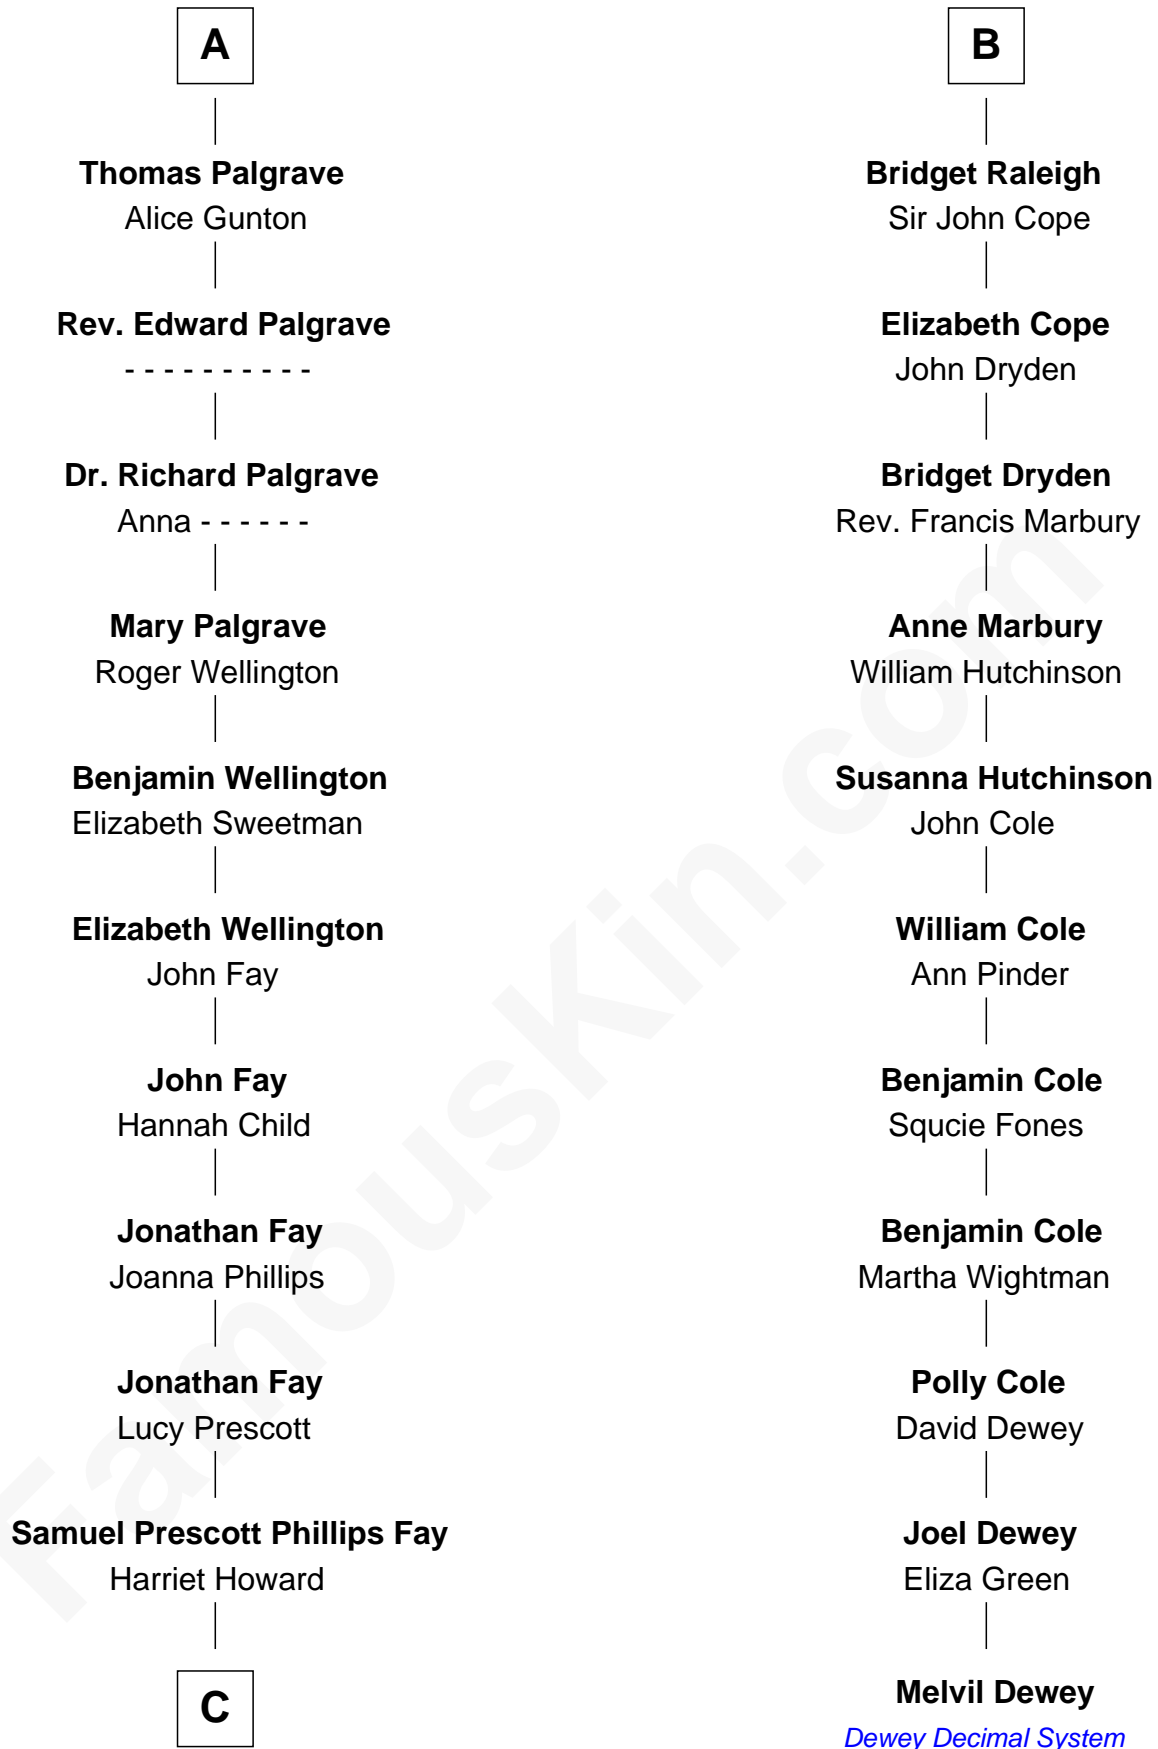 A
Thomas Palgrave
Alice Gunton
Rev. Edward Palgrave
- - - - - - - - - -
Dr. Richard Palgrave
Anna - - - - - -
Mary Palgrave
Roger Wellington
Benjamin Wellington
Elizabeth Sweetman
Elizabeth Wellington
John Fay
John Fay
Hannah Child
Jonathan Fay
Joanna Phillips
Jonathan Fay
Lucy Prescott
Samuel Prescott Phillips Fay
Harriet Howard
C
B
Bridget Raleigh
Sir John Cope
Elizabeth Cope
John Dryden
Bridget Dryden
Rev. Francis Marbury
Anne Marbury
William Hutchinson
Susanna Hutchinson
John Cole
William Cole
Ann Pinder
Benjamin Cole
Squcie Fones
Benjamin Cole
Martha Wightman
Polly Cole
David Dewey
Joel Dewey
Eliza Green
Melvil Dewey
Dewey Decimal System
FamousKin.com